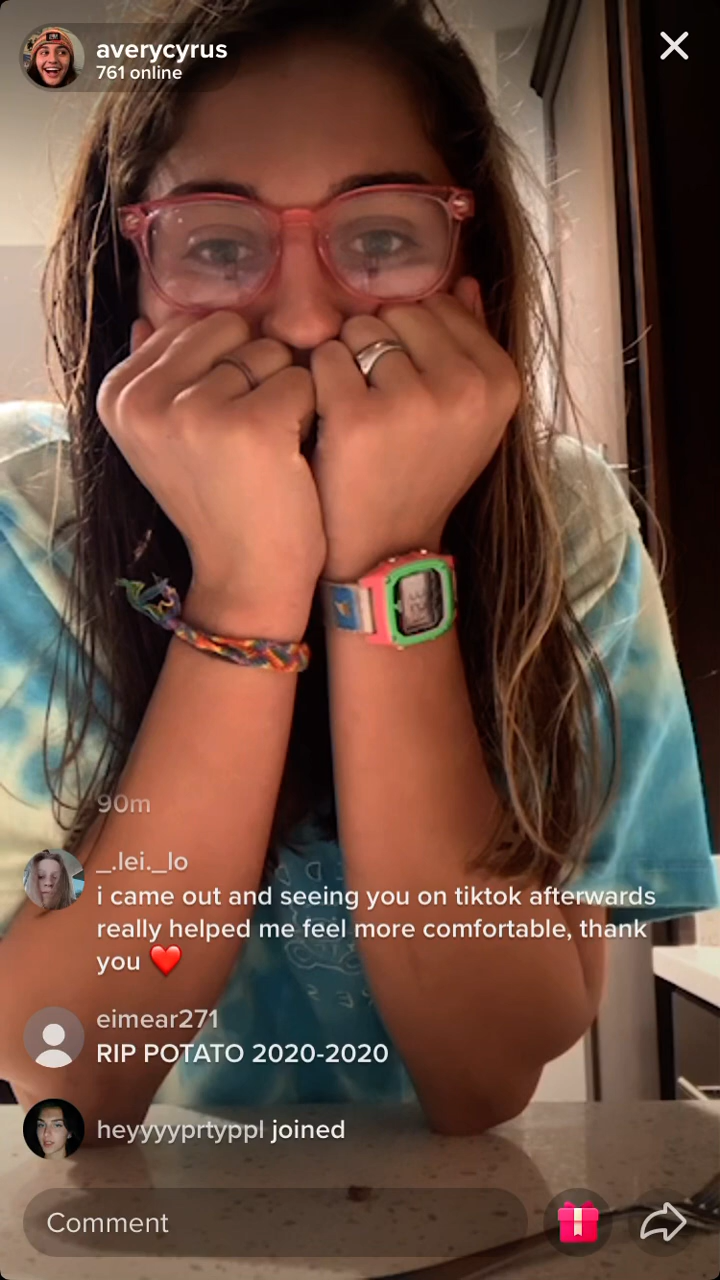 averycyrus
761 online
90m
_.lei._lo
i came out and seeing you on tiktok afterwards
really helped me feel more comfortable, thank
you ❤️
eimear271
RIP POTATO 2020-2020
heyyyyprtyppl joined
Comment